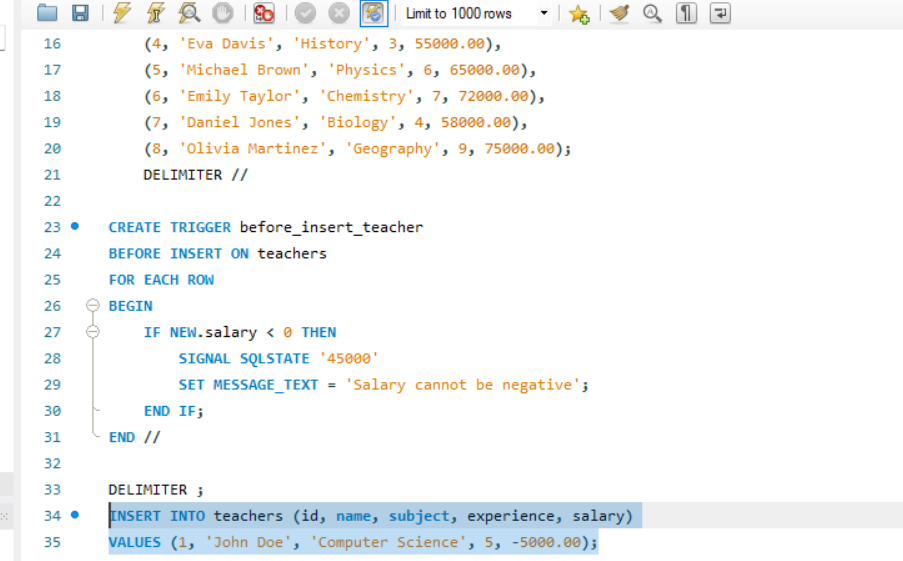 Limit to 1000 rows
16 (4, 'Eva Davis', 'History', 3, 55000.00),
17 (5, 'Michael Brown', 'Physics', 6, 65000.00),
18 (6, 'Emily Taylor', 'Chemistry', 7, 72000.00),
19 (7, 'Daniel Jones', 'Biology', 4, 58000.00),
20 (8, 'Olivia Martinez', 'Geography', 9, 75000.00);
21 DELIMITER //
22
23 CREATE TRIGGER before_insert_teacher
24 BEFORE INSERT ON teachers
25 FOR EACH ROW
26 BEGIN
27 IF NEW.salary < 0 THEN
28 SIGNAL SQLSTATE '45000'
29 SET MESSAGE_TEXT = 'Salary cannot be negative';
30 END IF;
31 END //
32
33 DELIMITER ;
34 INSERT INTO teachers (id, name, subject, experience, salary)
35 VALUES (1, 'John Doe', 'Computer Science', 5, -5000.00);